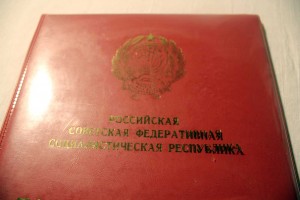 РОССИЙСКАЯ
СОВЕТСКАЯ ФЕДЕРАТИВНАЯ
СОЦИАЛИСТИЧЕСКАЯ РЕСПУБЛИКА